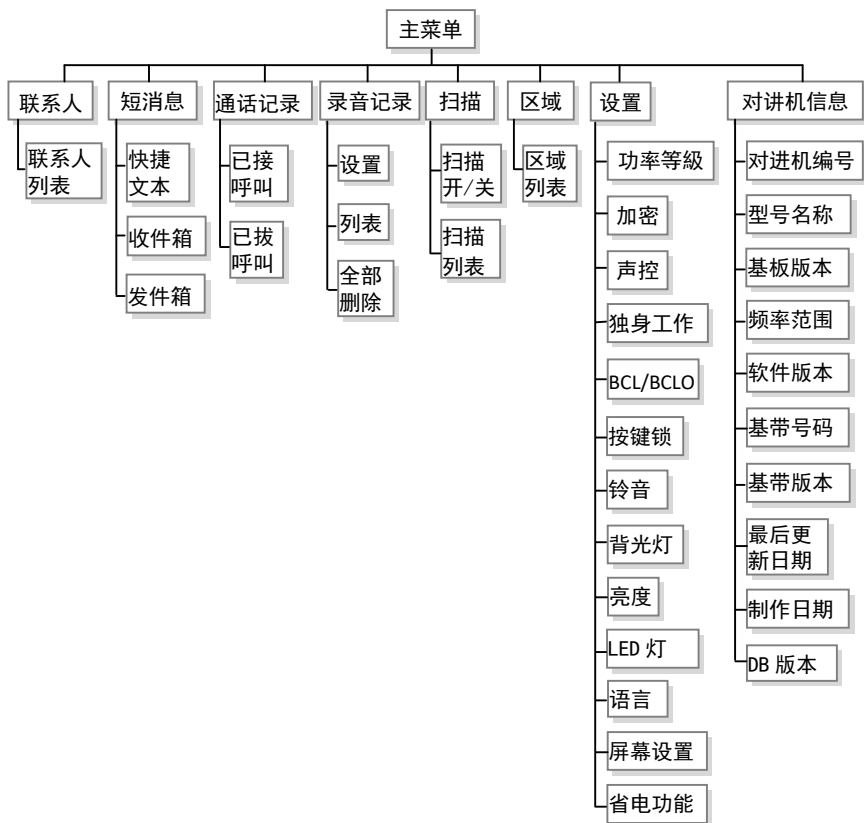 主菜单
联系人
短消息
通话记录
录音记录
扫描
区域
设置
对讲机信息
联系人
列表
快捷
文本
收件箱
发件箱
已接
呼叫
已拔
呼叫
设置
列表
全部
删除
扫描
开/关
扫描
列表
区域
列表
功率等級
加密
声控
独身工作
BCL/BCLO
按键锁
铃音
背光灯
亮度
LED 灯
语言
屏幕设置
省电功能
对进机编号
型号名称
基板版本
频率范围
软件版本
基带号码
基带版本
最后更
新日期
制作日期
DB 版本